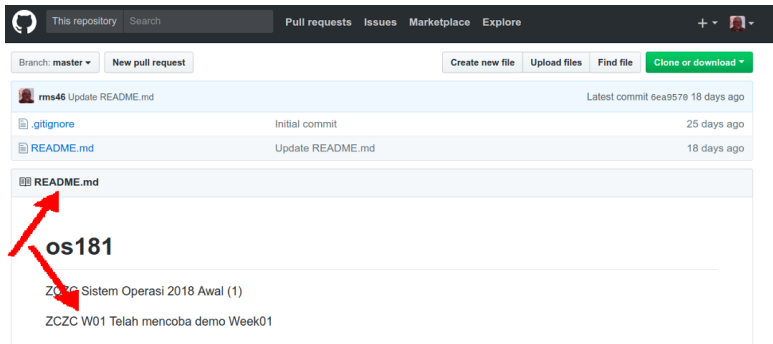 This repository Search Pull requests Issues Marketplace Explore
Branch: master New pull request Create new file Upload files Find file Clone or download
rms46 Update README.md Latest commit 6ea9570 18 days ago
.gitignore Initial commit 25 days ago
README.md Update README.md 18 days ago
README.md
os181
ZCZC Sistem Operasi 2018 Awal (1)
ZCZC W01 Telah mencoba demo Week01